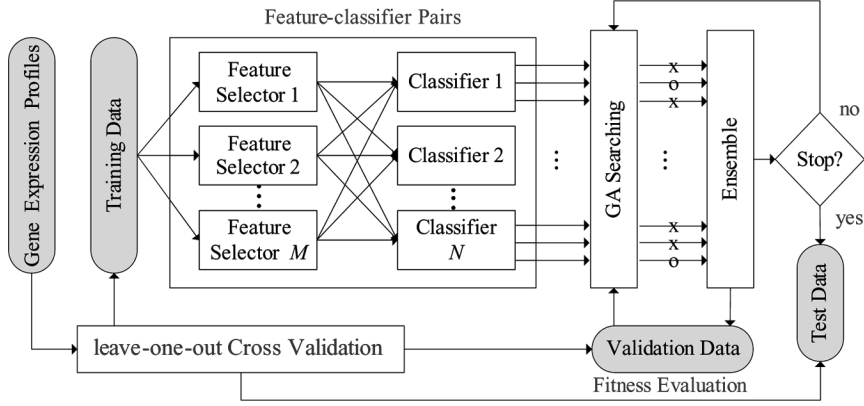 Feature-classifier Pairs
Gene Expression Profiles
Training Data
Feature
Selector 1
Feature
Selector 2
Feature
Selector M
Classifier 1
Classifier 2
Classifier
N
GA Searching
x
o
x
x
x
o
Ensemble
Stop?
no
yes
Test Data
leave-one-out Cross Validation
Validation Data
Fitness Evaluation